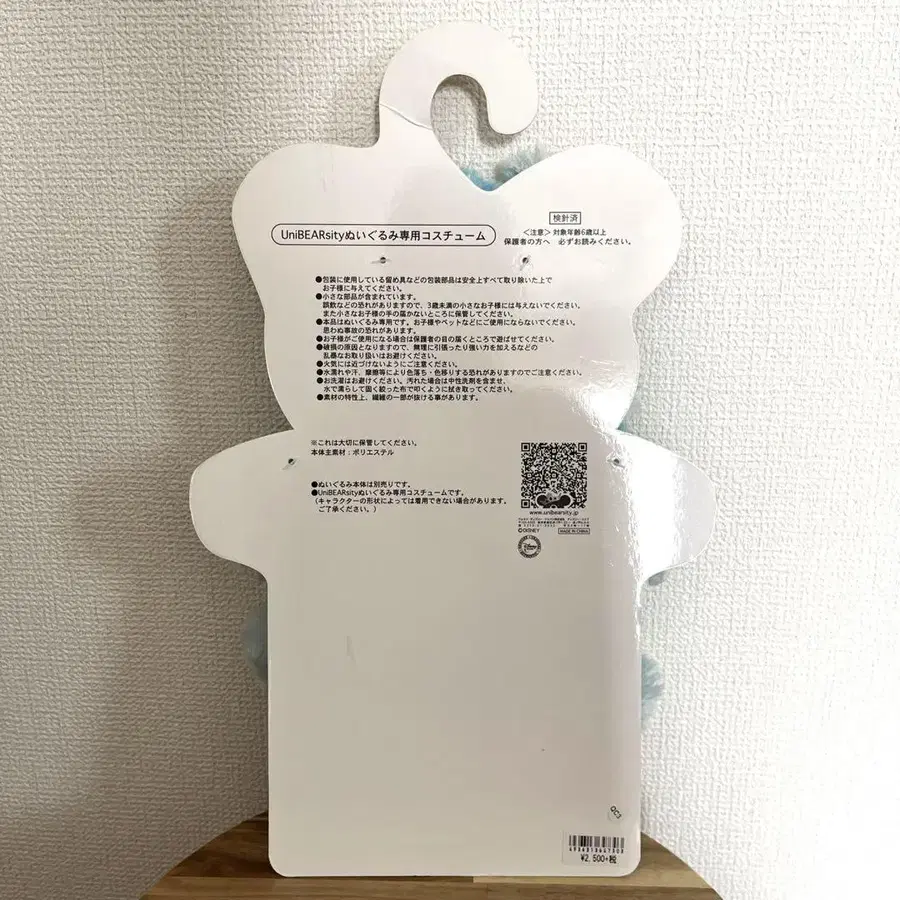 UniBEARsityぬいぐるみ専用コスチューム
検針済
＜注意＞対象年齢6歳以上
保護者の方へ 必ずお読みください。
●包装に使用している留め具などの包装部品は安全上すべて取り除いた上で
お子様に与えてください。
●小さな部品が含まれています。
誤飲などの恐れがありますので、3歳未満の小さなお子様には与えないでください。
また小さなお子様の手の届かないところに保管してください。
●本品はぬいぐるみ専用です。お子様やペットなどにご使用にならないでください。
思わぬ事故の恐れがあります。
●お子様がご使用になる場合は保護者の目の届くところで遊ばせてください。
●破損の原因となりますので、無理に引張ったり強い力を加えるなどの
乱暴なお取り扱いはお避けください。
●火気には近づけないようにご注意ください。
●水濡れや汗、摩擦等により色落ち・色移りする恐れがありますのでご注意ください。
●お洗濯はお避けください。汚れた場合は中性洗剤を含ませ、
水で濡らして固く絞った布で叩くように拭き取ってください。
●素材の特性上、繊維の一部が抜ける事があります。
※これは大切に保管してください。
本体主素材：ポリエステル
●ぬいぐるみ本体は別売りです。
●UniBEARsityぬいぐるみ専用コスチュームです。
（キャラクターの形状によっては着用できない場合があります。
ご了承ください。）
www.unibearsity.jp
©DISNEY
MADE IN CHINA
¥2,500+税